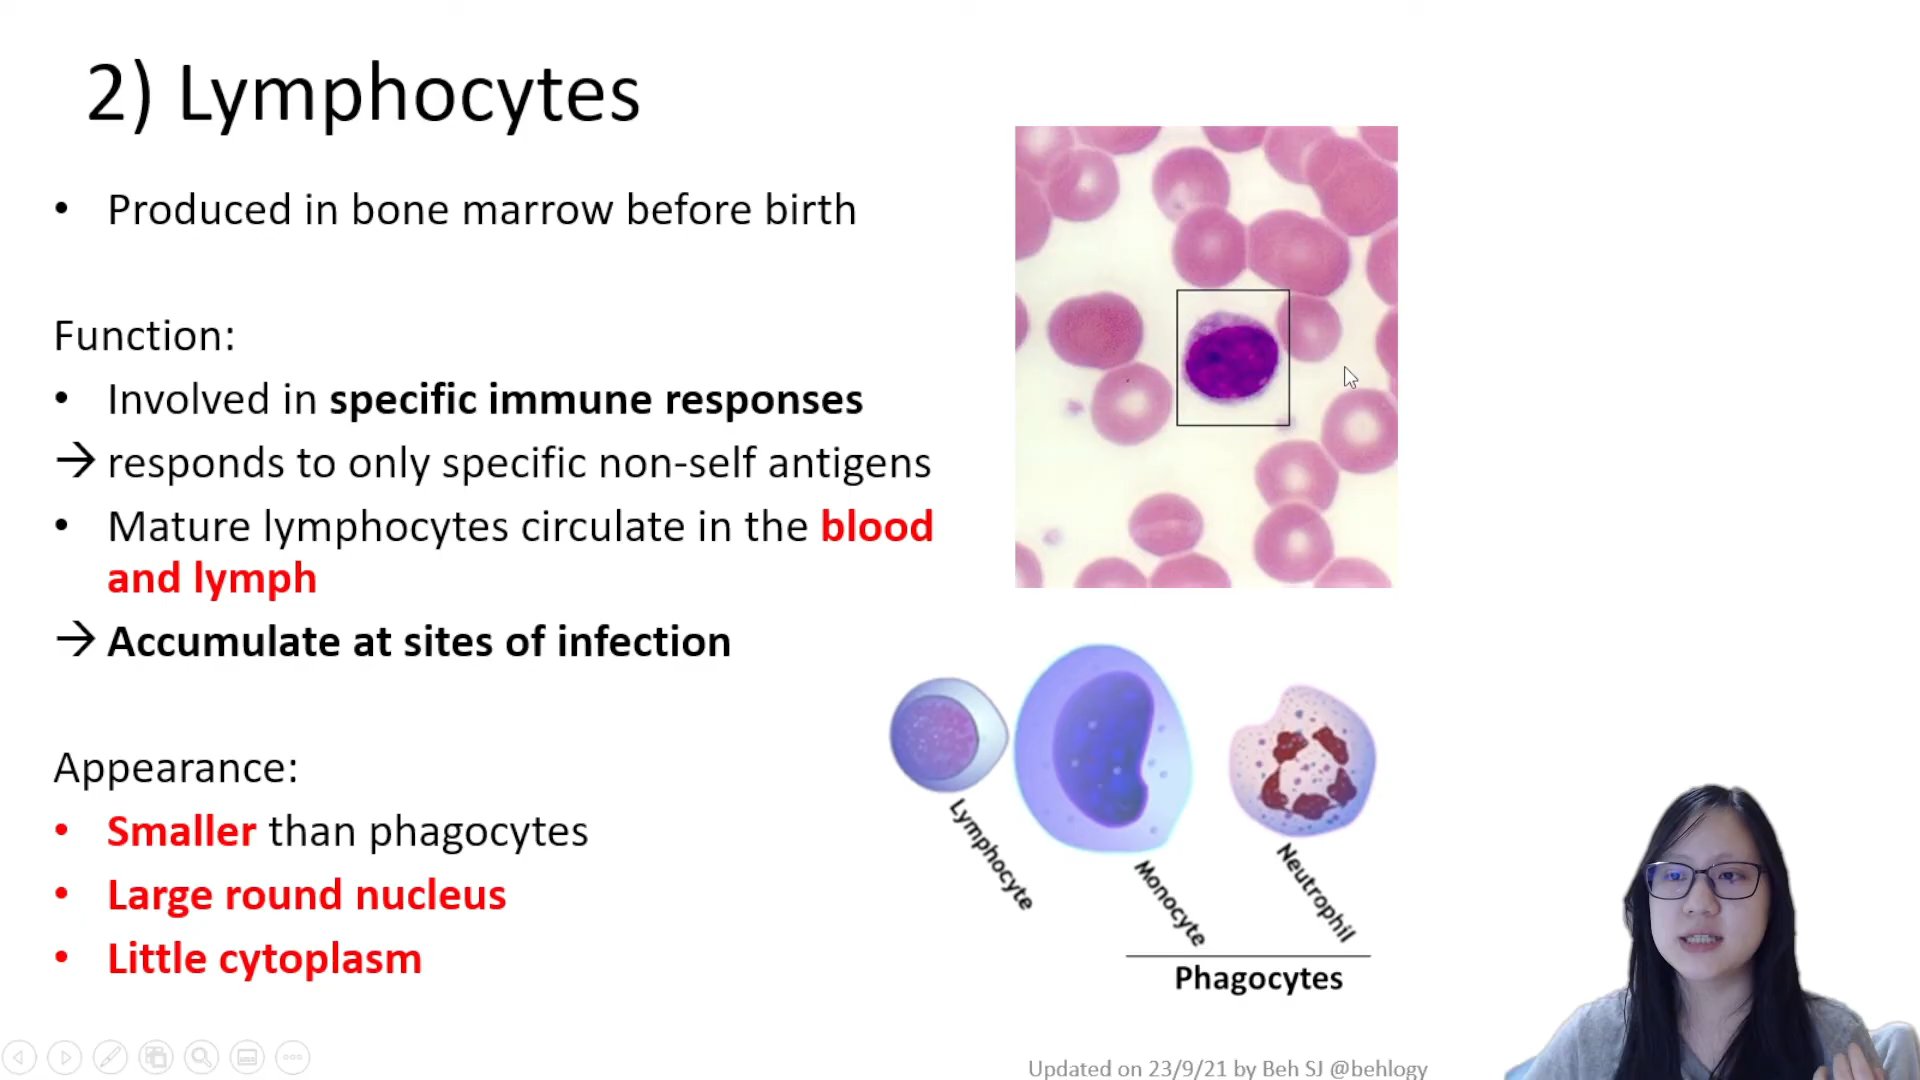 2) Lymphocytes
• Produced in bone marrow before birth
Function:
• Involved in specific immune responses
→ responds to only specific non-self antigens
• Mature lymphocytes circulate in the blood
and lymph
→ Accumulate at sites of infection
Appearance:
• Smaller than phagocytes
• Large round nucleus
• Little cytoplasm
Lymphocyte
Monocyte
Neutrophil
Phagocytes
Updated on 23/9/21 by Beh SJ @behlogy